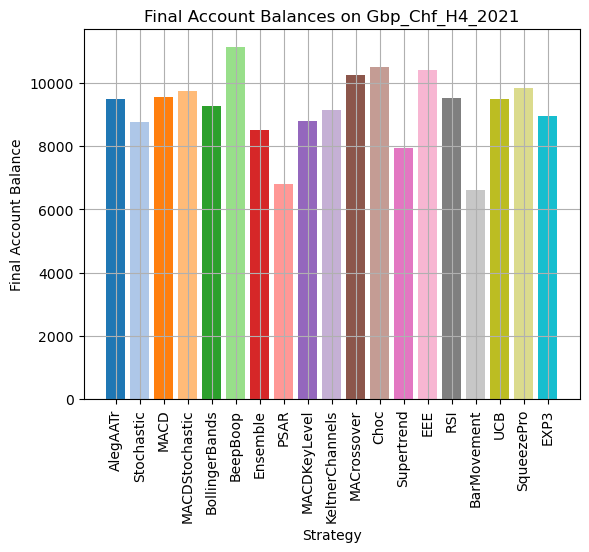 Final Account Balances on Gbp_Chf_H4_2021
Final Account Balance
10000
8000
6000
4000
2000
0
AlegAATr
Stochastic
MACD
MACDStochastic
BollingerBands
BeepBoop
Ensemble
PSAR
MACDKeyLevel
KeltnerChannels
MACrossover
Choc
Supertrend
EEE
RSI
BarMovement
UCB
SqueezePro
EXP3
Strategy